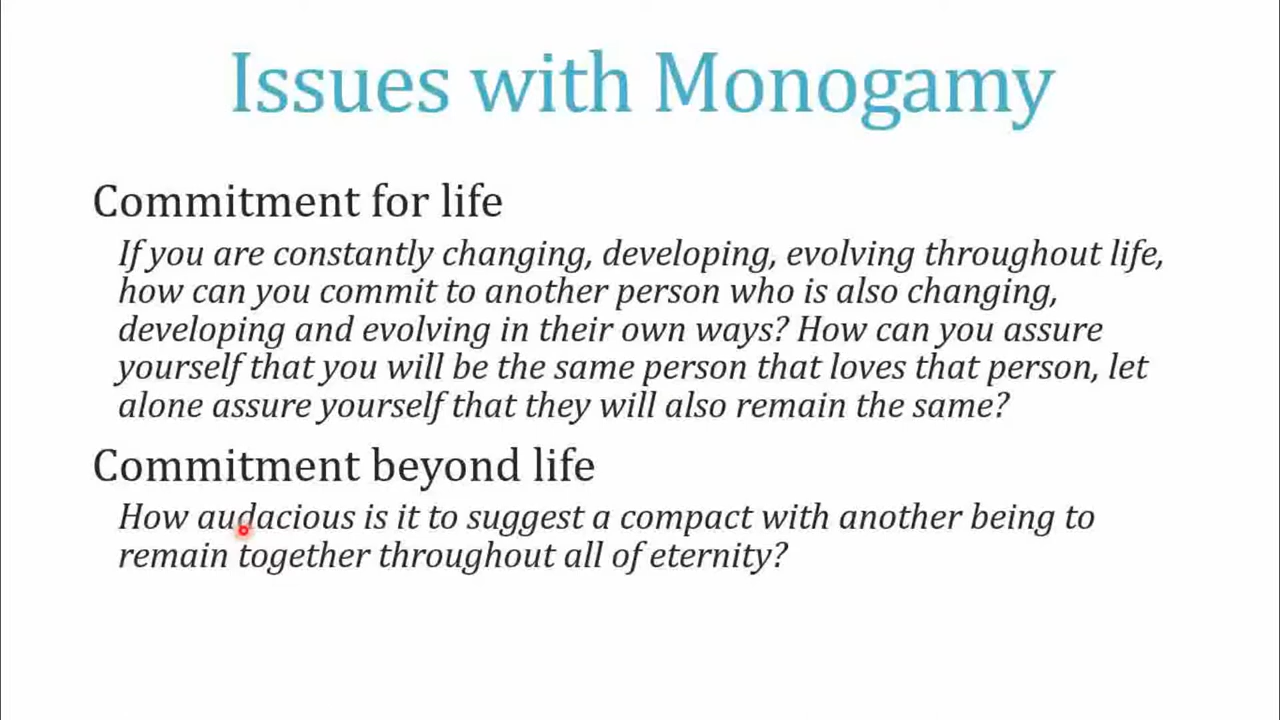 Issues with Monogamy
Commitment for life
If you are constantly changing, developing, evolving throughout life,
how can you commit to another person who is also changing,
developing and evolving in their own ways? How can you assure
yourself that you will be the same person that loves that person, let
alone assure yourself that they will also remain the same?
Commitment beyond life
How audacious is it to suggest a compact with another being to
remain together throughout all of eternity?